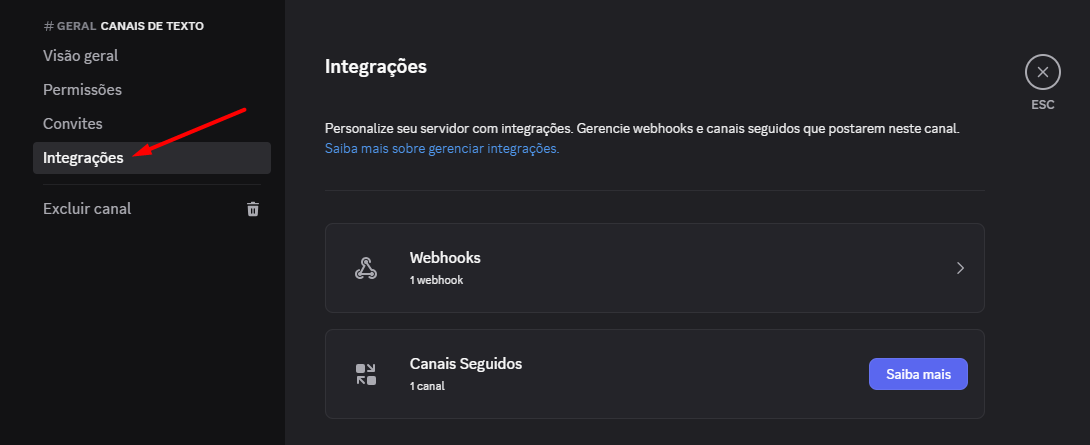 # GERAL CANAIS DE TEXTO
Visão geral
Permissões
Convites
Integrações
Excluir canal
Integrações
ESC
Personalize seu servidor com integrações. Gerencie webhooks e canais seguidos que postarem neste canal.
Saiba mais sobre gerenciar integrações.
Webhooks
1 webhook
Canais Seguidos
1 canal
Saiba mais